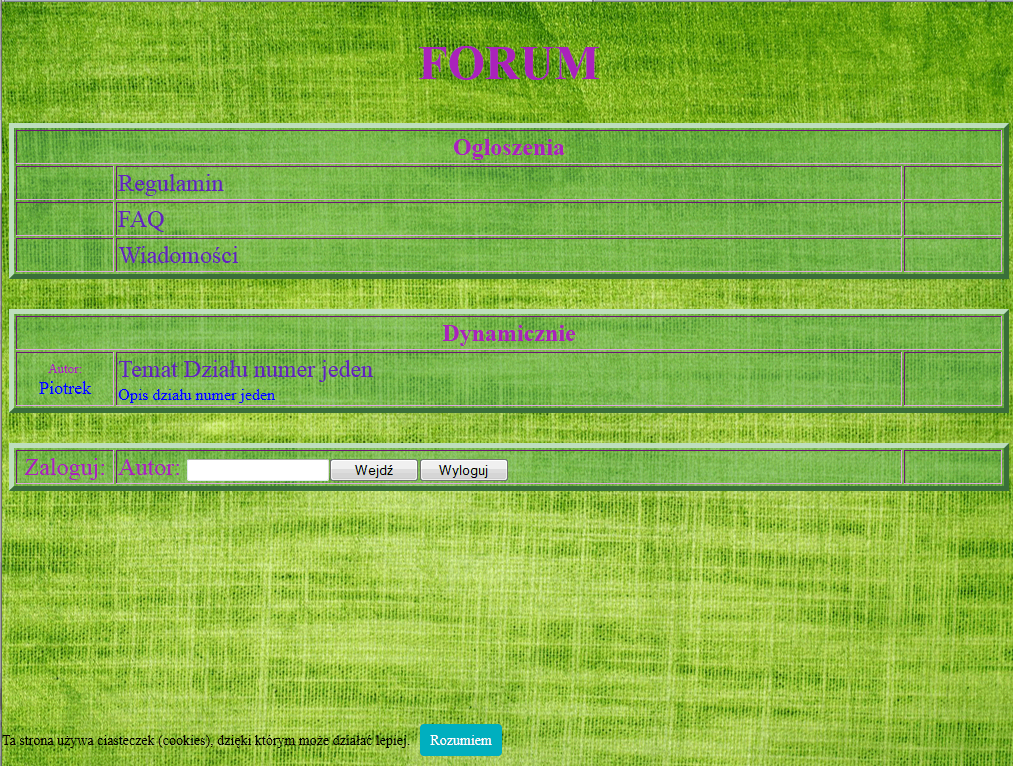 FORUM
Ogłoszenia
Regulamin
FAQ
Wiadomości
Dynamicznie
Autor:
Piotrek
Temat Działu numer jeden
Opis działu numer jeden
Zaloguj: Autor: Wejdź Wyloguj
Ta strona używa ciasteczek (cookies), dzięki którym może działać lepiej. Rozumiem